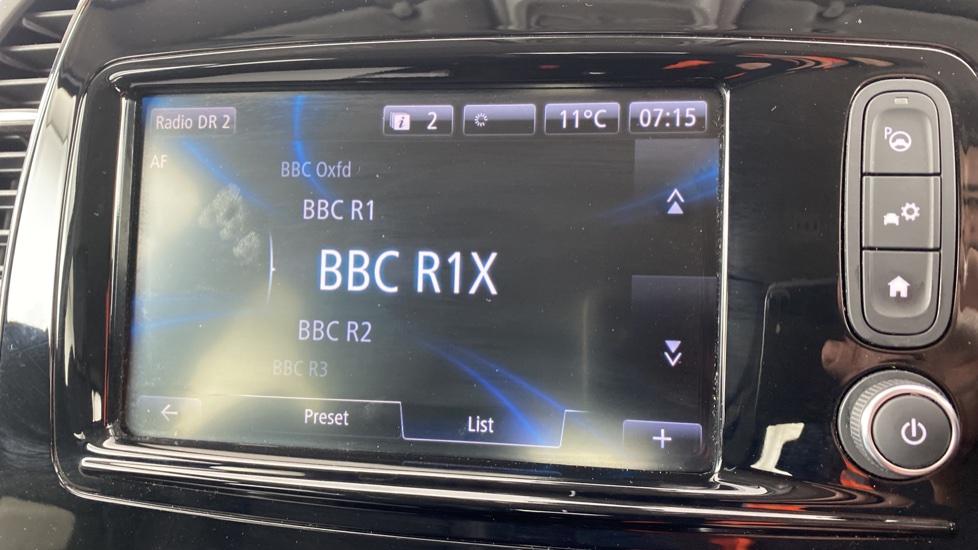 Radio DR 2
i 2
11°C
07:15
AF
BBC Oxfd
BBC R1
BBC R1X
BBC R2
BBC R3
Preset
List
+
P